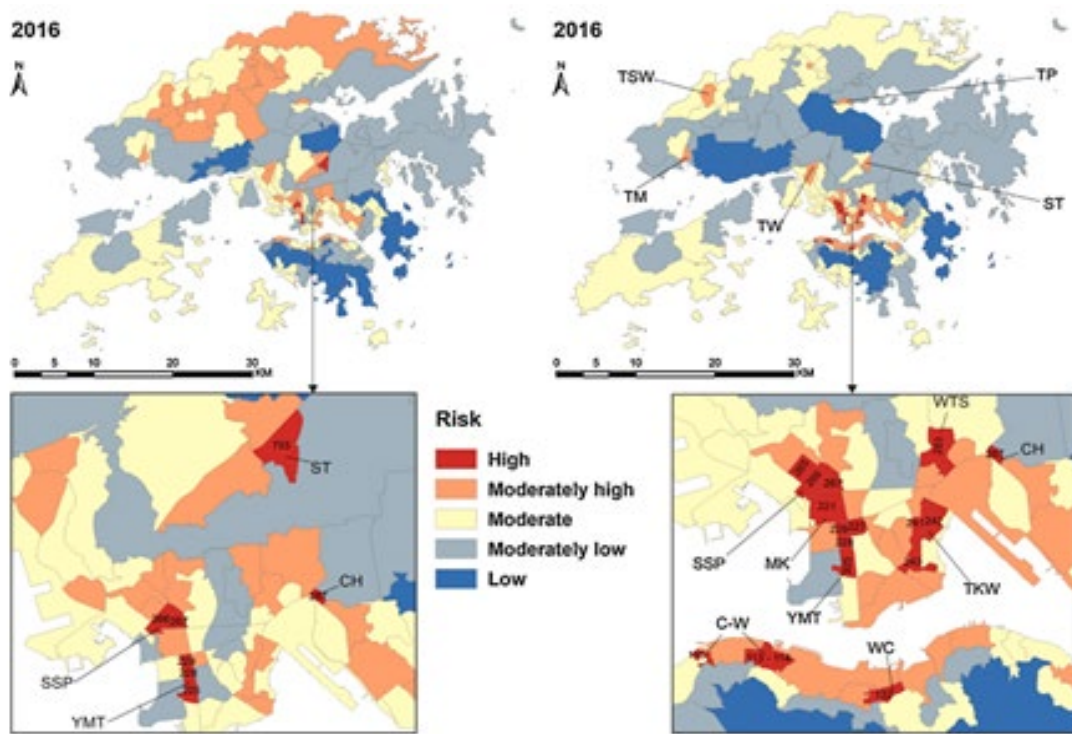 2016
N
0 5 10 20 30
KM
2016
N
TSW
TP
TM
TW
ST
0 5 10 20 30
KM
ST
CH
SSP
YMT
Risk
High
Moderately high
Moderate
Moderately low
Low
WTS
CH
SSP
MK
YMT
TKW
C-W
WC